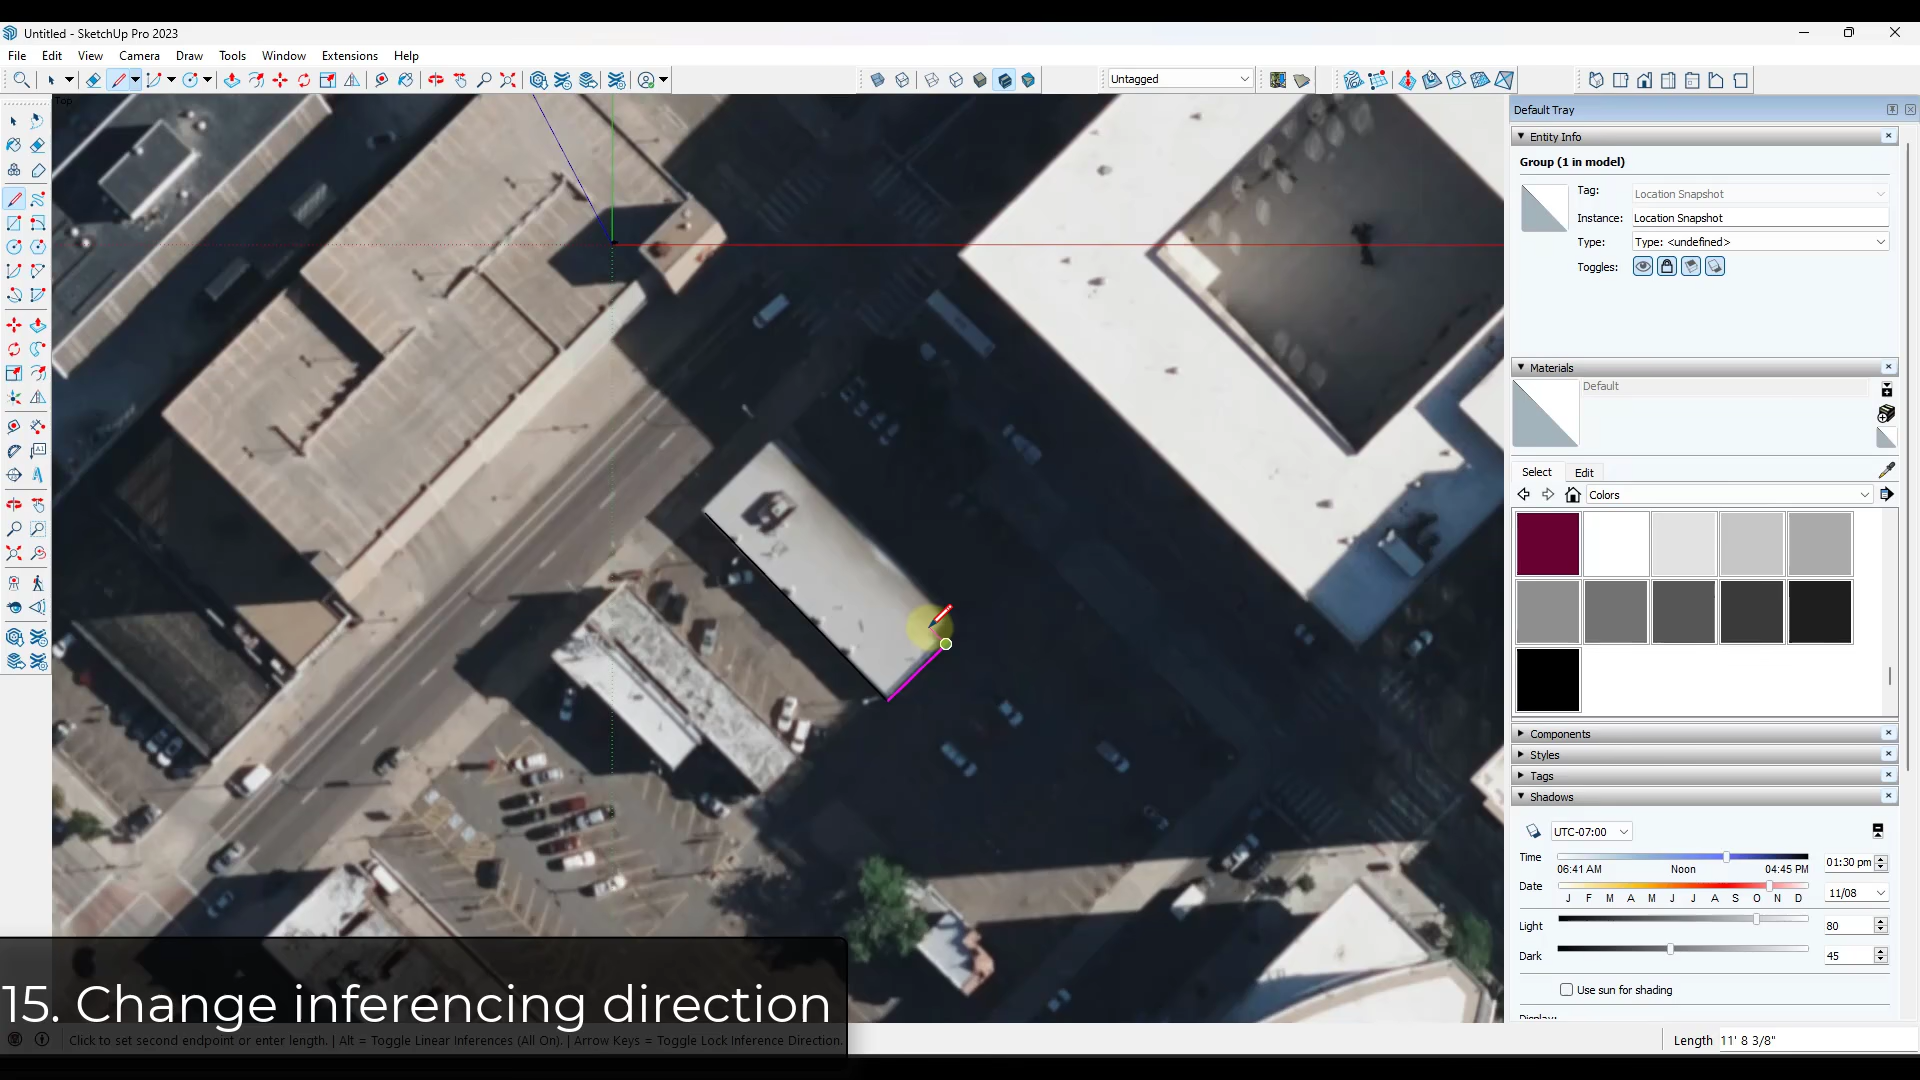 Untitled - SketchUp Pro 2023
File Edit View Camera Draw Tools Window Extensions Help
Untagged
Top
Default Tray
Entity Info
Group (1 in model)
Tag: Location Snapshot
Instance: Location Snapshot
Type: Type: <undefined>
Toggles:
Materials
Default
Select Edit
Colors
Components
Styles
Tags
Shadows
UTC-07:00
Time 01:30 pm
06:41 AM Noon 04:45 PM
Date 11/08
J F M A M J J A S O N D
Light 80
Dark 45
Use sun for shading
Display:
15. Change inferencing direction
Click to set second endpoint or enter length. | Alt = Toggle Linear Inferences (All On). | Arrow Keys = Toggle Lock Inference Direction.
Length 11' 8 3/8"